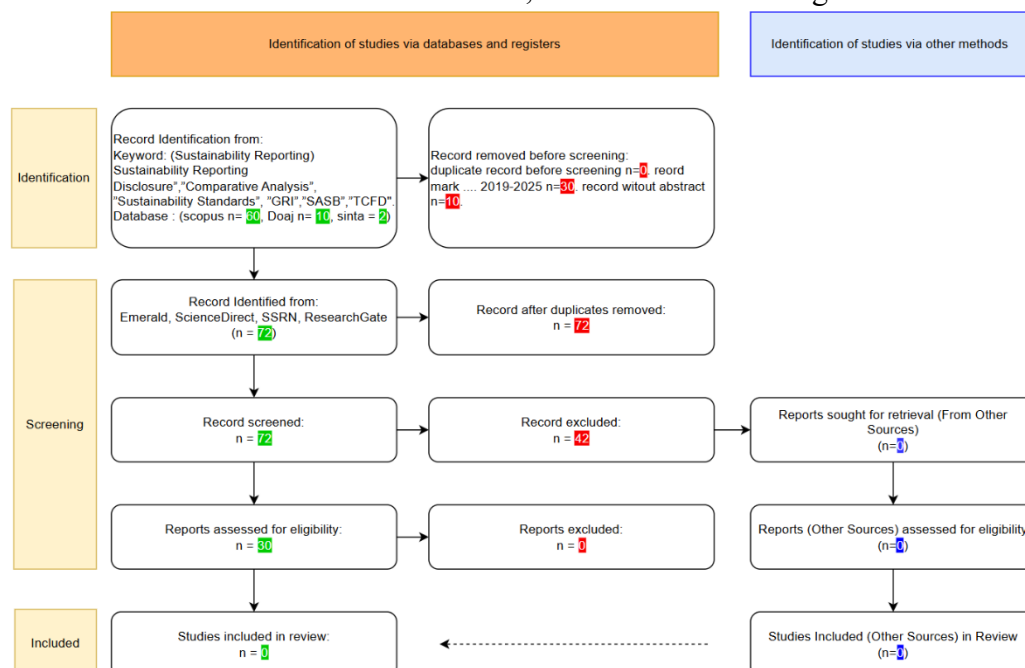 Identification of studies via databases and registers
Identification of studies via other methods
Identification
Record Identification from:
Keyword: (Sustainability Reporting)
Sustainability Reporting
Disclosure”,”Comparative Analysis”,
”Sustainability Standards”, ”GRI”,”SASB”,”TCFD".
Database : (scopus n= 60, Doaj n= 10, sinta = 2)
Record removed before screening:
duplicate record before screening n=0. reord
mark .... 2019-2025 n=30. record witout abstract
n=10.
Screening
Record Identified from:
Emerald, ScienceDirect, SSRN, ResearchGate
(n = 72)
Record after duplicates removed:
n = 72
Record screened:
n = 72
Record excluded:
n = 42
Reports sought for retrieval (From Other
Sources)
(n=0)
Reports assessed for eligibility:
n = 30
Reports excluded:
n = 0
Reports (Other Sources) assessed for eligibility
(n=0)
Included
Studies included in review:
n = 0
Studies Included (Other Sources) in Review
(n=0)